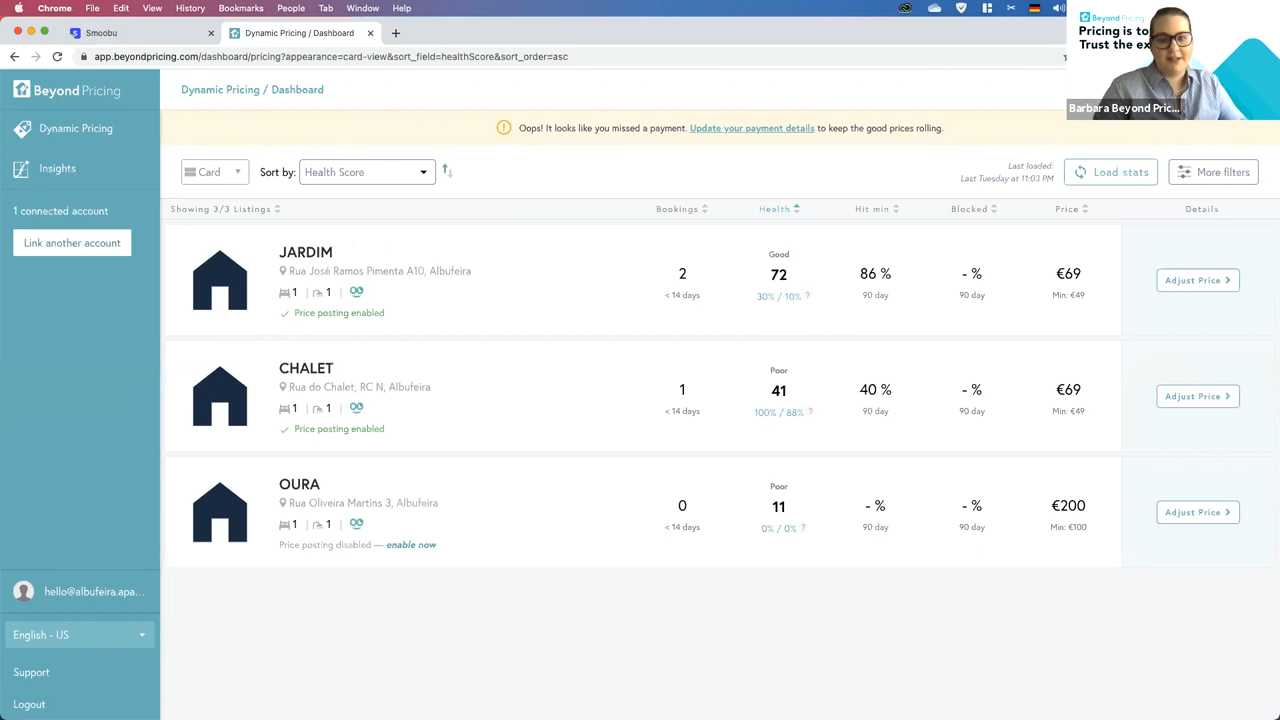 Chrome File Edit View History Bookmarks People Tab Window Help
Smoobu
Dynamic Pricing / Dashboard
app.beyondpricing.com/dashboard/pricing?appearance=card-view&sort_field=healthScore&sort_order=asc
Beyond Pricing
Pricing is to
Trust the ex
Barbara Beyond Pric...
Beyond Pricing
Dynamic Pricing
Insights
1 connected account
Link another account
hello@albufeira.apa...
English - US
Support
Logout
Dynamic Pricing / Dashboard
Oops! It looks like you missed a payment. Update your payment details to keep the good prices rolling.
Card
Sort by: Health Score
Last loaded:
Last Tuesday at 11:03 PM
Load stats
More filters
Showing 3/3 Listings Bookings Health Hit min Blocked Price Details
JARDIM
Rua José Ramos Pimenta A10, Albufeira
1 | 1 |
Price posting enabled
2
< 14 days
Good
72
30% / 10% ?
86 %
90 day
- %
90 day
€69
Min: €49
Adjust Price
CHALET
Rua do Chalet, RC N, Albufeira
1 | 1 |
Price posting enabled
1
< 14 days
Poor
41
100% / 88% ?
40 %
90 day
- %
90 day
€69
Min: €49
Adjust Price
OURA
Rua Oliveira Martins 3, Albufeira
1 | 1 |
Price posting disabled — enable now
0
< 14 days
Poor
11
0% / 0% ?
- %
90 day
- %
90 day
€200
Min: €100
Adjust Price